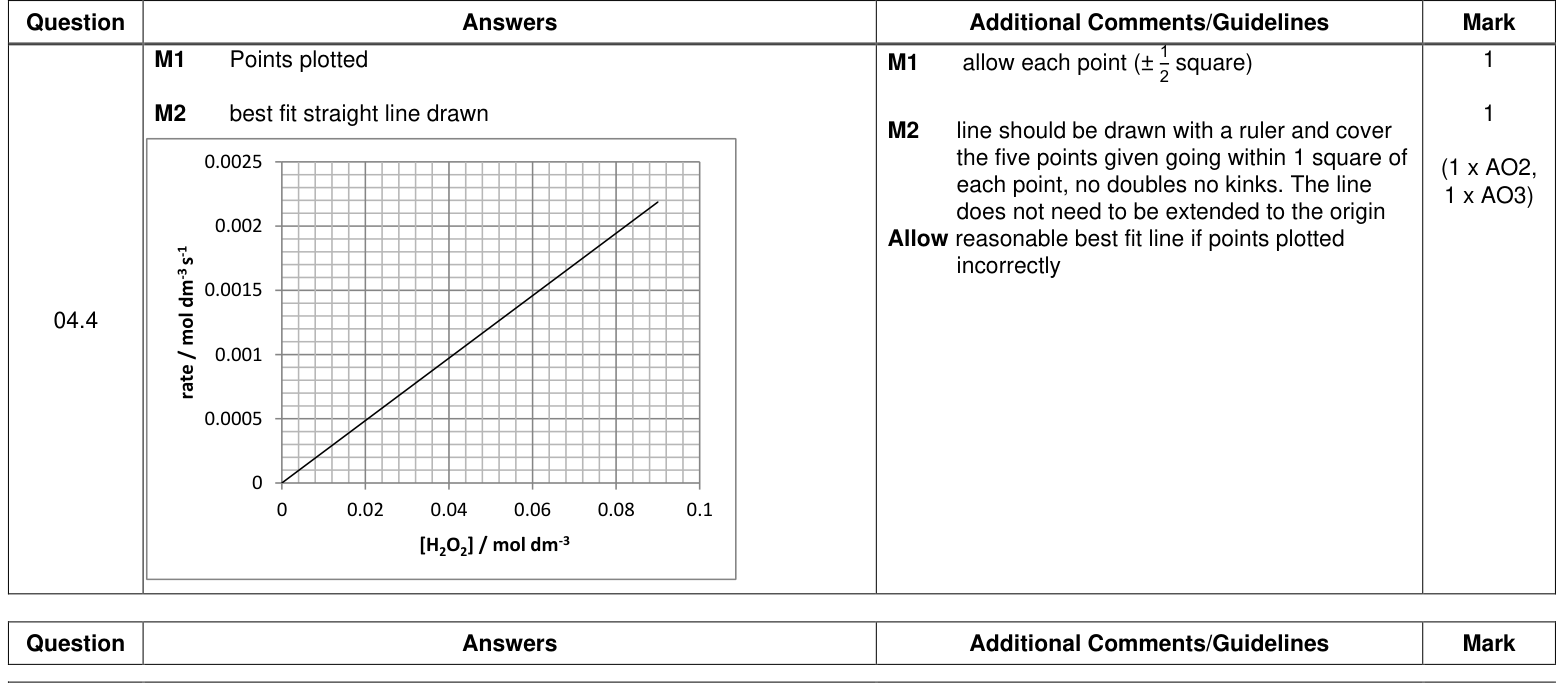 Question Answers Additional Comments/Guidelines Mark
04.4
M1 Points plotted
M2 best fit straight line drawn
0.0025
0.002
0.0015
0.001
0.0005
0
rate / mol dm⁻³ s⁻¹
0 0.02 0.04 0.06 0.08 0.1
[H₂O₂] / mol dm⁻³
M1 allow each point (± 1/2 square)
M2 line should be drawn with a ruler and cover
the five points given going within 1 square of
each point, no doubles no kinks. The line
does not need to be extended to the origin
Allow reasonable best fit line if points plotted
incorrectly
1
1
(1 x AO2,
1 x AO3)
Question Answers Additional Comments/Guidelines Mark